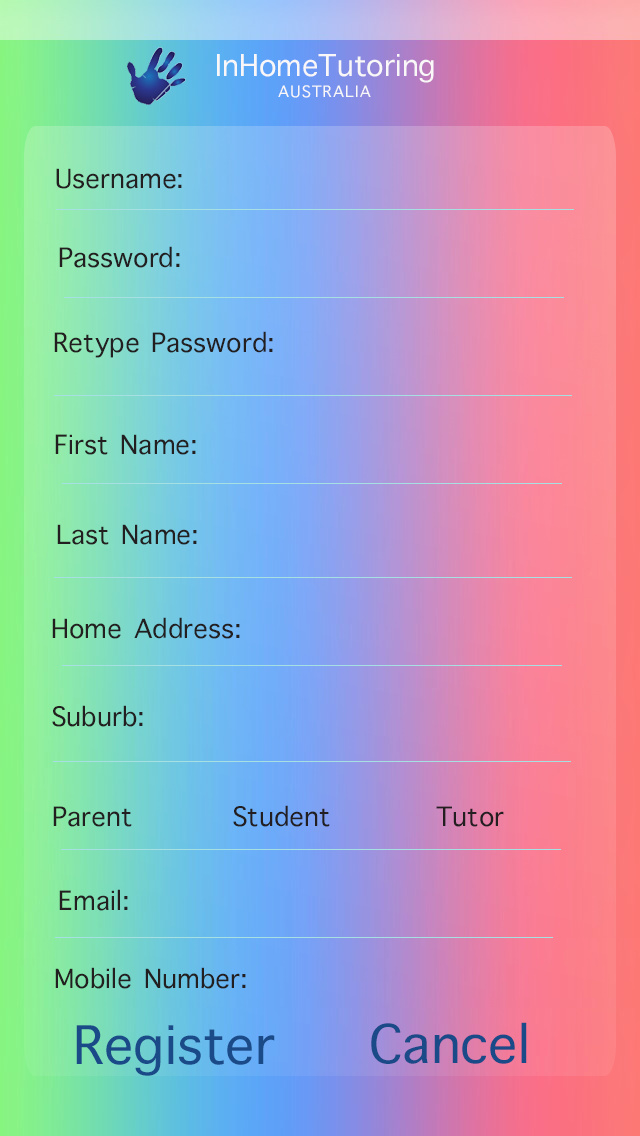 InHomeTutoring
AUSTRALIA
Username:
Password:
Retype Password:
First Name:
Last Name:
Home Address:
Suburb:
Parent Student Tutor
Email:
Mobile Number:
Register Cancel